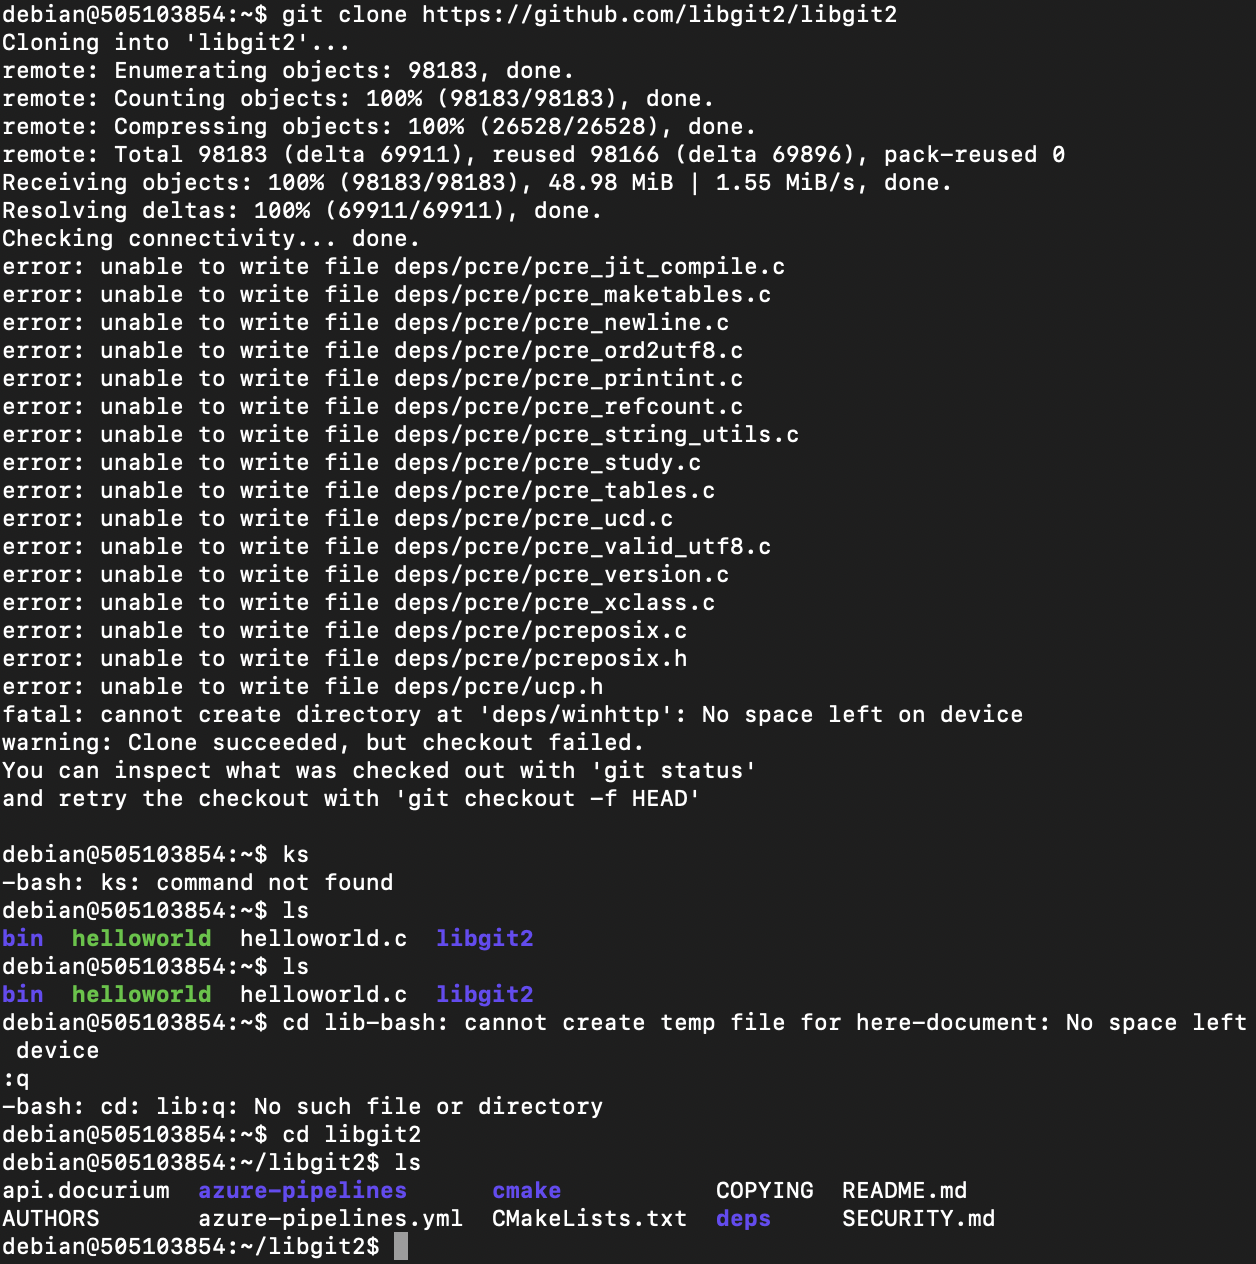 debian@505103854:~$ git clone https://github.com/libgit2/libgit2
Cloning into 'libgit2'...
remote: Enumerating objects: 98183, done.
remote: Counting objects: 100% (98183/98183), done.
remote: Compressing objects: 100% (26528/26528), done.
remote: Total 98183 (delta 69911), reused 98166 (delta 69896), pack-reused 0
Receiving objects: 100% (98183/98183), 48.98 MiB | 1.55 MiB/s, done.
Resolving deltas: 100% (69911/69911), done.
Checking connectivity... done.
error: unable to write file deps/pcre/pcre_jit_compile.c
error: unable to write file deps/pcre/pcre_maketables.c
error: unable to write file deps/pcre/pcre_newline.c
error: unable to write file deps/pcre/pcre_ord2utf8.c
error: unable to write file deps/pcre/pcre_printint.c
error: unable to write file deps/pcre/pcre_refcount.c
error: unable to write file deps/pcre/pcre_string_utils.c
error: unable to write file deps/pcre/pcre_study.c
error: unable to write file deps/pcre/pcre_tables.c
error: unable to write file deps/pcre/pcre_ucd.c
error: unable to write file deps/pcre/pcre_valid_utf8.c
error: unable to write file deps/pcre/pcre_version.c
error: unable to write file deps/pcre/pcre_xclass.c
error: unable to write file deps/pcre/pcreposix.c
error: unable to write file deps/pcre/pcreposix.h
error: unable to write file deps/pcre/ucp.h
fatal: cannot create directory at 'deps/winhttp': No space left on device
warning: Clone succeeded, but checkout failed.
You can inspect what was checked out with 'git status'
and retry the checkout with 'git checkout -f HEAD'

debian@505103854:~$ ks
-bash: ks: command not found
debian@505103854:~$ ls
bin  helloworld  helloworld.c  libgit2
debian@505103854:~$ ls
bin  helloworld  helloworld.c  libgit2
debian@505103854:~$ cd lib-bash: cannot create temp file for here-document: No space left
 device
:q
-bash: cd: lib:q: No such file or directory
debian@505103854:~$ cd libgit2
debian@505103854:~/libgit2$ ls
api.docurium  azure-pipelines      cmake           COPYING  README.md
AUTHORS       azure-pipelines.yml  CMakeLists.txt  deps     SECURITY.md
debian@505103854:~/libgit2$